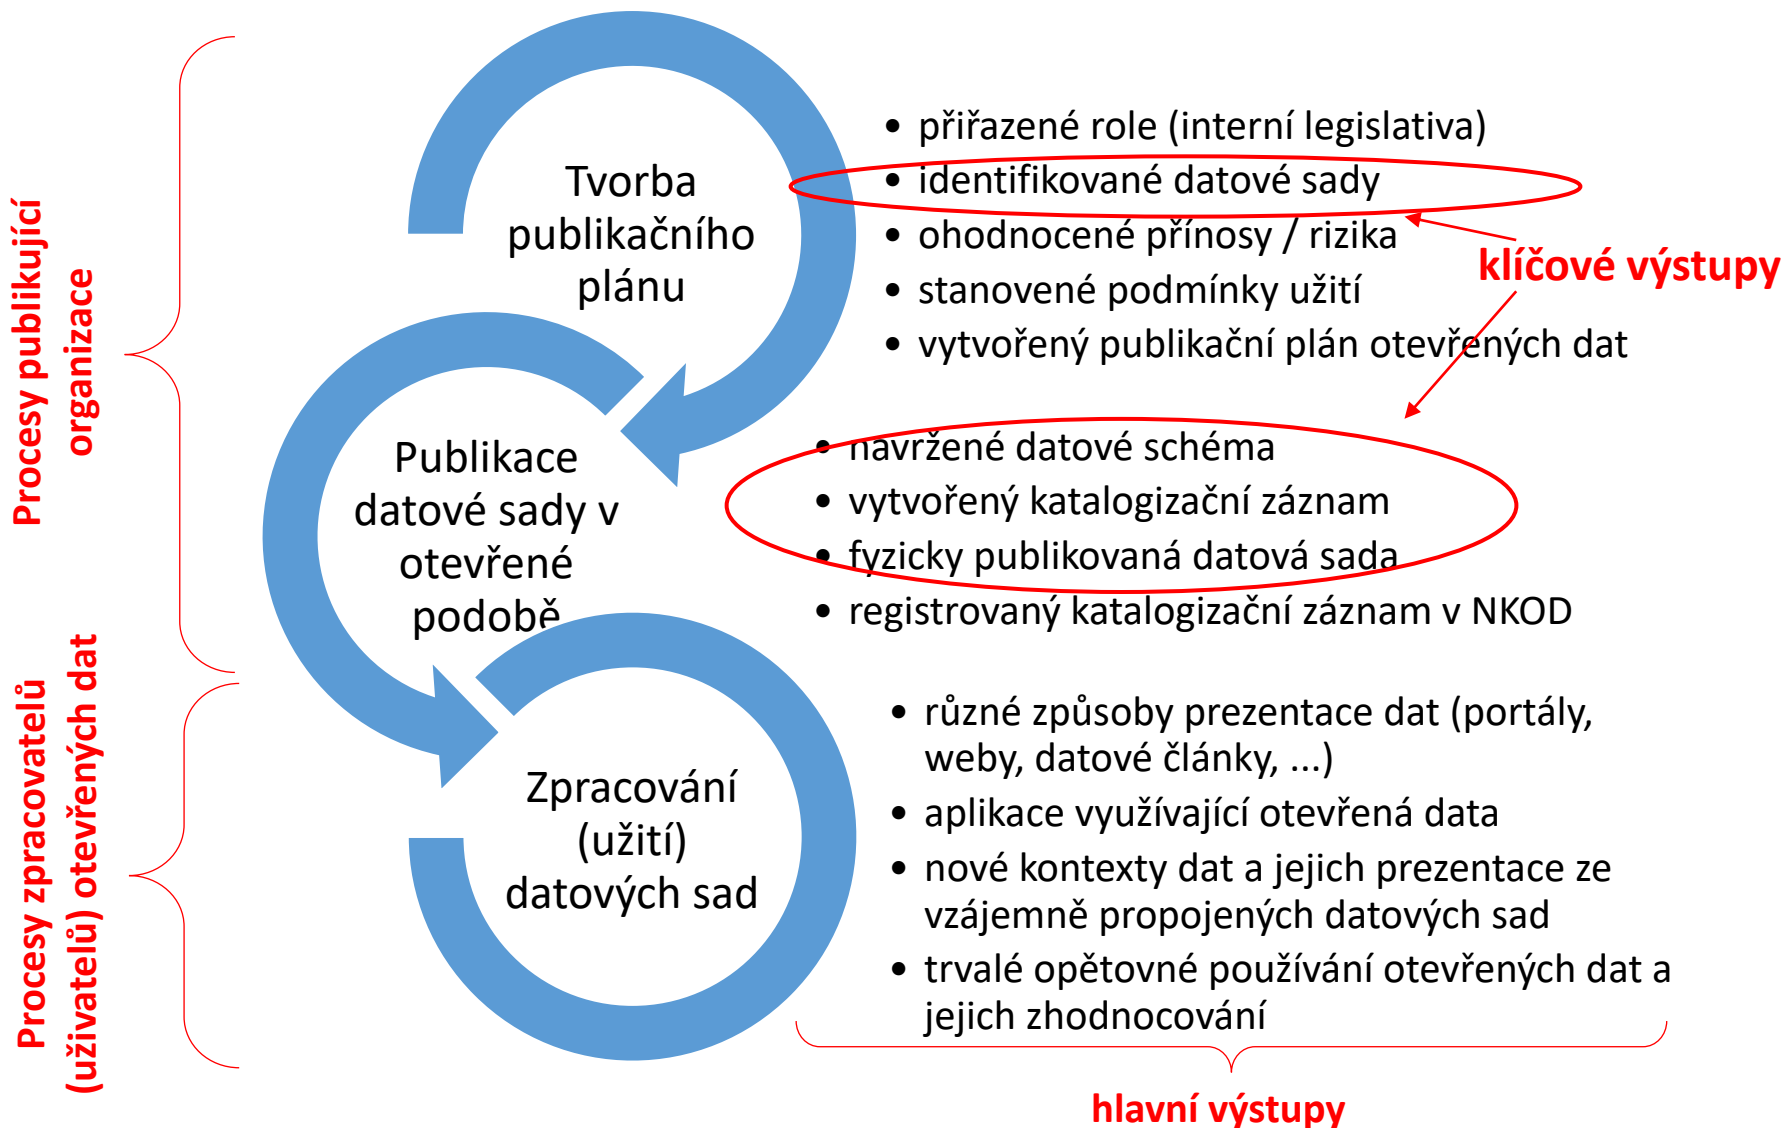 Procesy publikující
organizace
Tvorba
publikačního
plánu
• přiřazené role (interní legislativa)
• identifikované datové sady
• ohodnocené přínosy / rizika
• stanovené podmínky užití
• vytvořený publikační plán otevřených dat
klíčové výstupy
Publikace
datové sady v
otevřené
podobě
• navržené datové schéma
• vytvořený katalogizační záznam
• fyzicky publikovaná datová sada
• registrovaný katalogizační záznam v NKOD
Procesy zpracovatelů
(uživatelů) otevřených dat
Zpracování
(užití)
datových sad
• různé způsoby prezentace dat (portály,
weby, datové články, ...)
• aplikace využívající otevřená data
• nové kontexty dat a jejich prezentace ze
vzájemně propojených datových sad
• trvalé opětovné používání otevřených dat a
jejich zhodnocování
hlavní výstupy